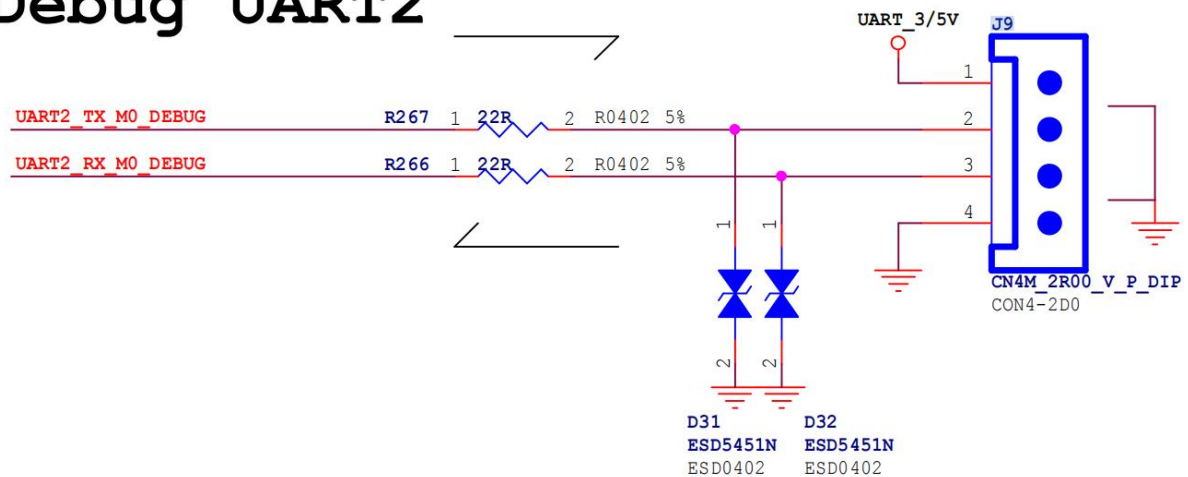 Debug UART2
UART_3/5V
J9
1
UART2_TX_M0_DEBUG R267 1 22R 2 R0402 5% 2
UART2_RX_M0_DEBUG R266 1 22R 2 R0402 5% 3
4
1 1
CN4M_2R00_V_P_DIP
CON4-2D0
2 2
D31 D32
ESD5451N ESD5451N
ESD0402 ESD0402